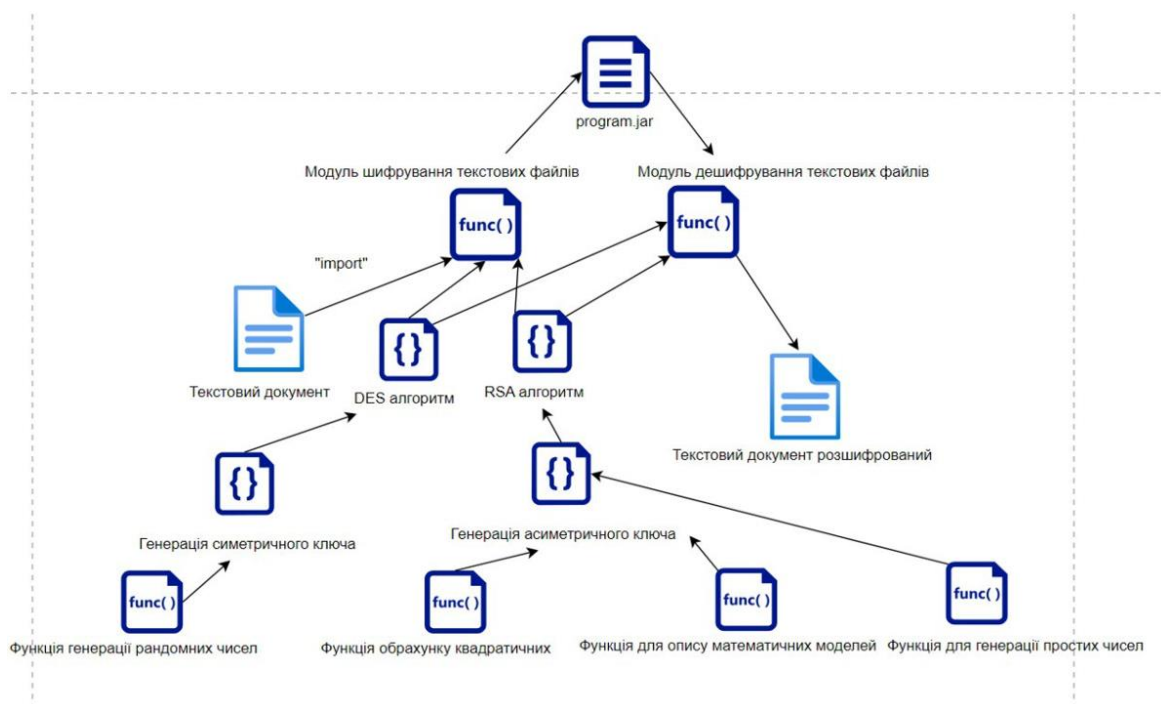 program.jar
Модуль шифрування текстових файлів
Модуль дешифрування текстових файлів
func( )
func( )
"import"
{}
{}
Текстовий документ
DES алгоритм
RSA алгоритм
Текстовий документ розшифрований
{}
{}
Генерація симетричного ключа
Генерація асиметричного ключа
func( )
func( )
func( )
func( )
Функція генерації рандомних чисел
Функція обрахунку квадратичних
Функція для опису математичних моделей
Функція для генерації простих чисел